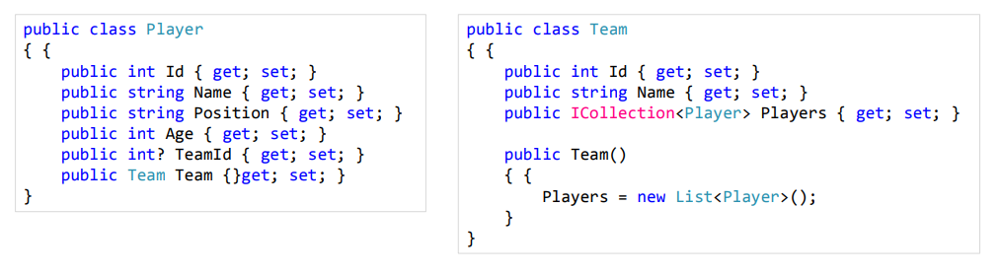 public class Player
{ {
    public int Id { get; set; }
    public string Name { get; set; }
    public string Position { get; set; }
    public int Age { get; set; }
    public int? TeamId { get; set; }
    public Team Team {}get; set; }
}
public class Team
{ {
    public int Id { get; set; }
    public string Name { get; set; }
    public ICollection<Player> Players { get; set; }

    public Team()
    { {
        Players = new List<Player>();
    }
}